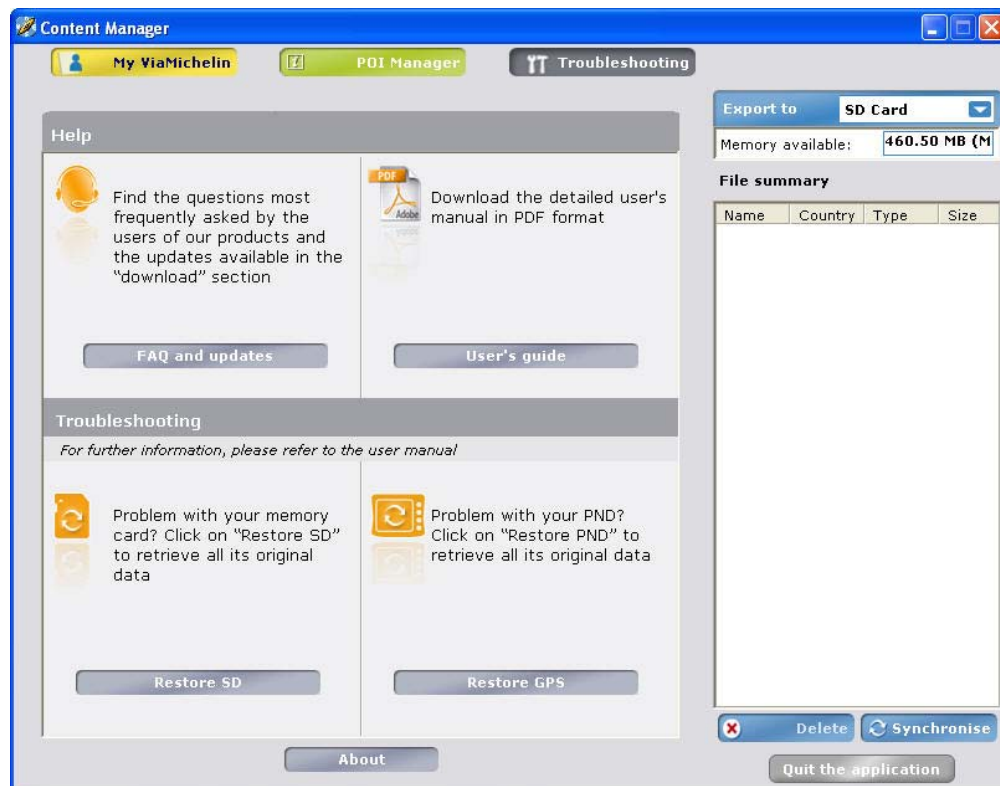 Content Manager
My ViaMichelin
POI Manager
Troubleshooting
Export to
SD Card
Memory available:
460.50 MB (M
File summary
Name Country Type Size
Help
Find the questions most
frequently asked by the
users of our products and
the updates available in the
"download" section
FAQ and updates
PDF
Adobe
Download the detailed user's
manual in PDF format
User's guide
Troubleshooting
For further information, please refer to the user manual
Problem with your memory
card? Click on "Restore SD"
to retrieve all its original
data
Restore SD
Problem with your PND?
Click on "Restore PND" to
retrieve all its original data
Restore GPS
Delete
Synchronise
About
Quit the application